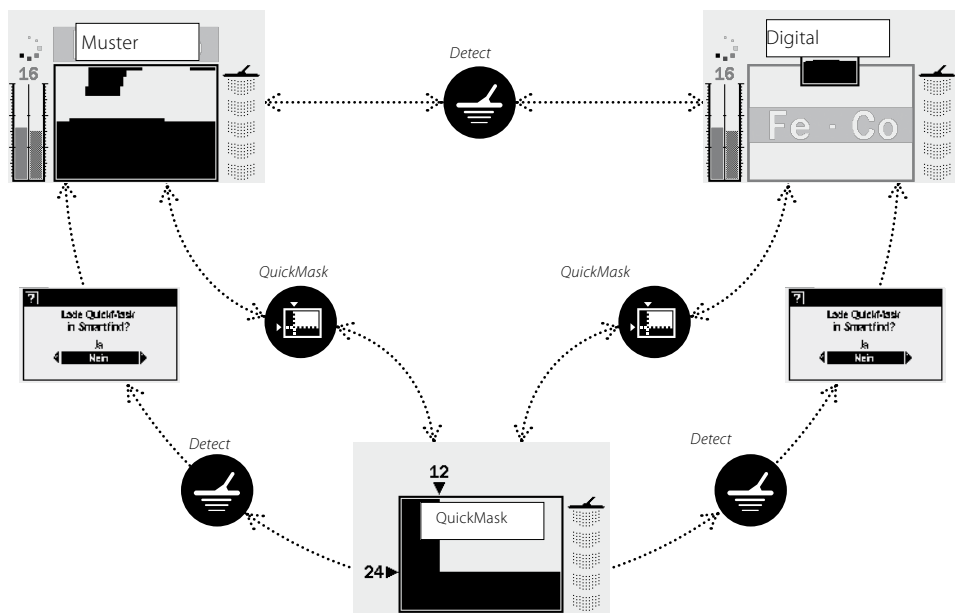 Muster
16
Detect
Digital
16
Fe · Co
QuickMask
QuickMask
?
Lade QuickMask
in Smartfind?
Ja
Nein
?
Lade QuickMask
in Smartfind?
Ja
Nein
Detect
Detect
12
QuickMask
24